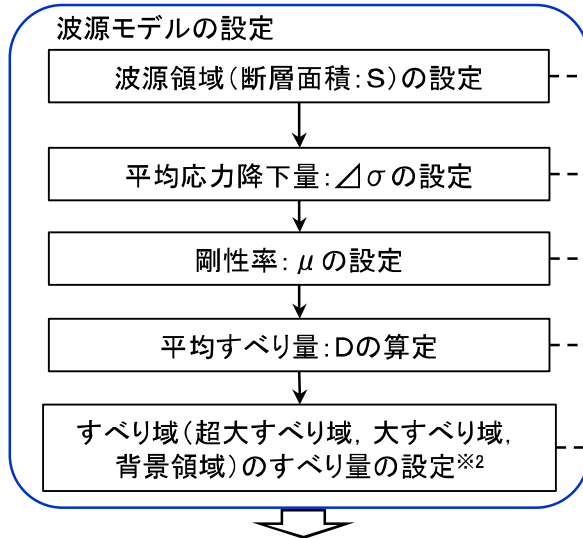 波源モデルの設定
波源領域(断層面積:S)の設定
平均応力降下量:⊿σの設定
剛性率:μの設定
平均すべり量:Dの算定
すべり域(超大すべり域, 大すべり域,
背景領域)のすべり量の設定※2